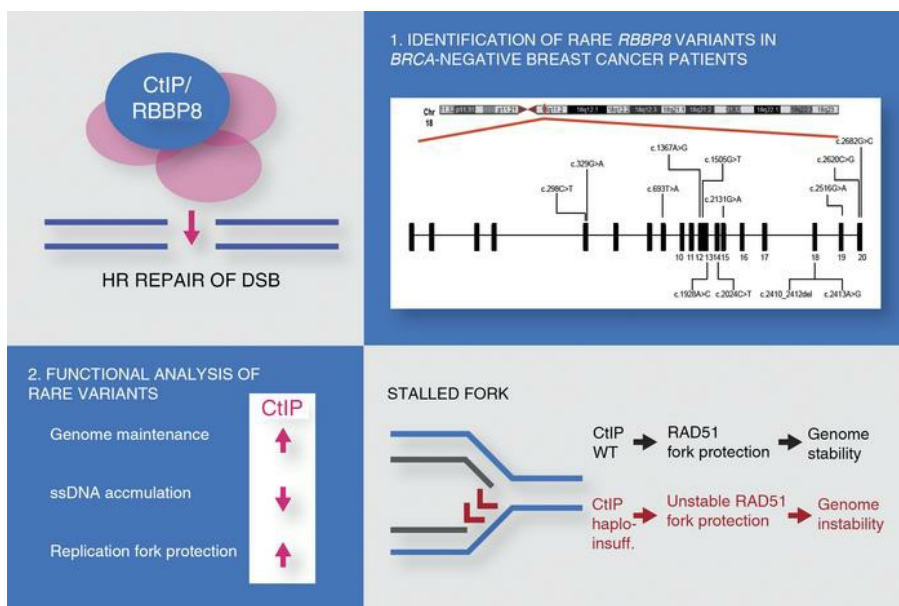 CtIP/
RBBP8
HR REPAIR OF DSB
1. IDENTIFICATION OF RARE RBBP8 VARIANTS IN
BRCA-NEGATIVE BREAST CANCER PATIENTS
Chr
18
c.2682G>C
c.1367A>G
c.2620C>G
c.329G>A
c.1505G>T
c.298C>T
c.693T>A
c.2516G>A
c.2131G>A
10 11 12 13 14 15 16 17 18 19 20
c.1928A>C
c.2024C>T
c.2410_2412del
c.2413A>G
2. FUNCTIONAL ANALYSIS OF
RARE VARIANTS
CtIP
Genome maintenance
ssDNA accmulation
Replication fork protection
STALLED FORK
CtIP
WT
RAD51
fork protection
Genome
stability
CtIP
haplo-
insuff.
Unstable RAD51
fork protection
Genome
instability